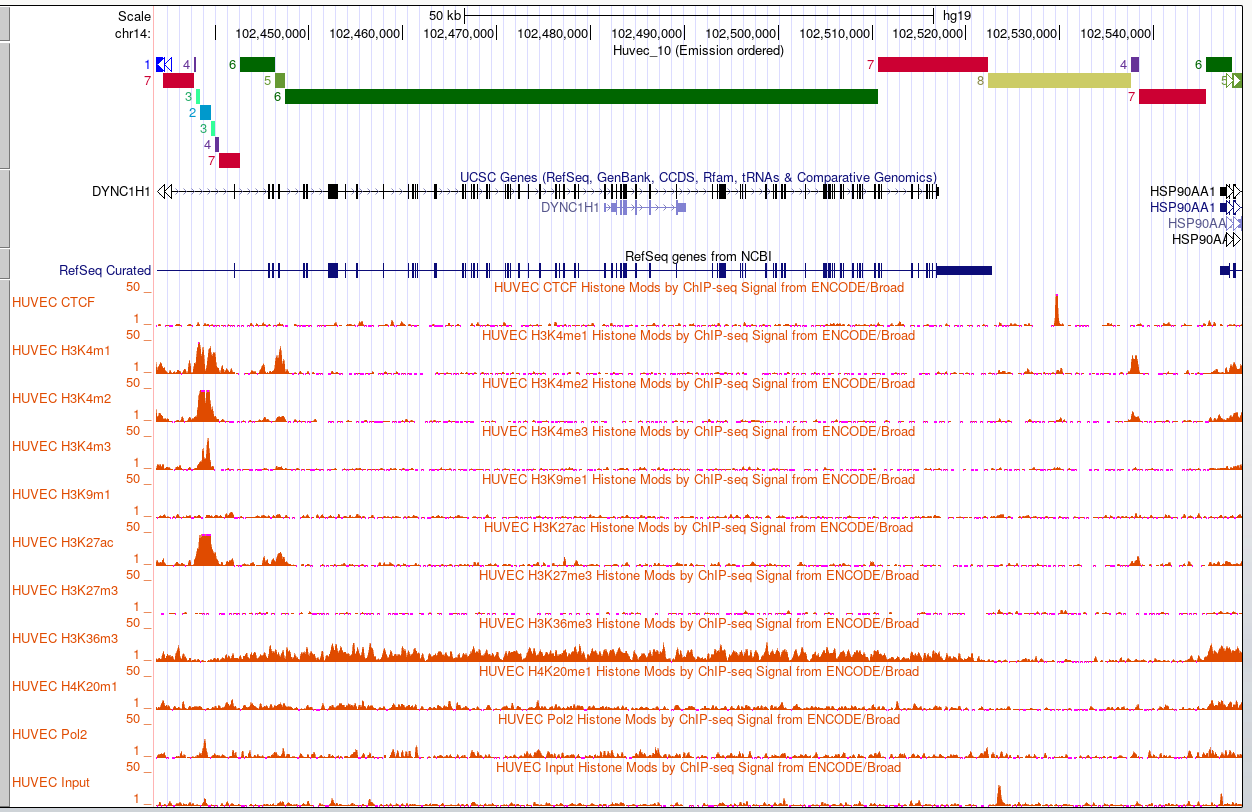 Scale 50 kb hg19
chr14: 102,450,000 102,460,000 102,470,000 102,480,000 102,490,000 102,500,000 102,510,000 102,520,000 102,530,000 102,540,000
Huvec_10 (Emission ordered)
1 4 6 7 4 6
7 5 8 5
3 6 7
2
3
4
7
UCSC Genes (RefSeq, GenBank, CCDS, Rfam, tRNAs & Comparative Genomics)
DYNC1H1 HSP90AA1
DYNC1H1 HSP90AA1
HSP90AA
HSP90AA
RefSeq genes from NCBI
RefSeq Curated
HUVEC CTCF Histone Mods by ChIP-seq Signal from ENCODE/Broad
50
HUVEC CTCF
1
HUVEC H3K4me1 Histone Mods by ChIP-seq Signal from ENCODE/Broad
50
HUVEC H3K4m1
1
HUVEC H3K4me2 Histone Mods by ChIP-seq Signal from ENCODE/Broad
50
HUVEC H3K4m2
1
HUVEC H3K4me3 Histone Mods by ChIP-seq Signal from ENCODE/Broad
50
HUVEC H3K4m3
1
HUVEC H3K9me1 Histone Mods by ChIP-seq Signal from ENCODE/Broad
50
HUVEC H3K9m1
1
HUVEC H3K27ac Histone Mods by ChIP-seq Signal from ENCODE/Broad
50
HUVEC H3K27ac
1
HUVEC H3K27me3 Histone Mods by ChIP-seq Signal from ENCODE/Broad
50
HUVEC H3K27m3
1
HUVEC H3K36me3 Histone Mods by ChIP-seq Signal from ENCODE/Broad
50
HUVEC H3K36m3
1
HUVEC H4K20me1 Histone Mods by ChIP-seq Signal from ENCODE/Broad
50
HUVEC H4K20m1
1
HUVEC Pol2 Histone Mods by ChIP-seq Signal from ENCODE/Broad
50
HUVEC Pol2
1
HUVEC Input Histone Mods by ChIP-seq Signal from ENCODE/Broad
50
HUVEC Input
1